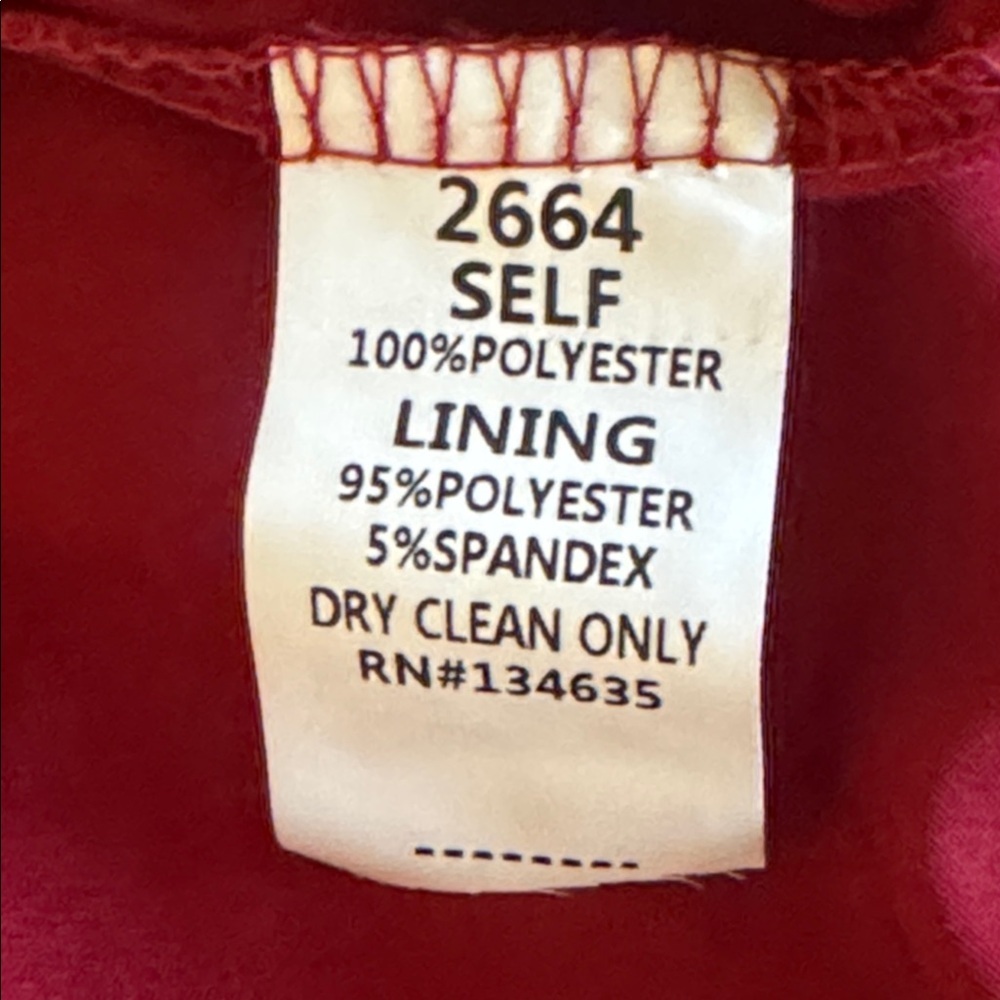 2664
SELF
100%POLYESTER
LINING
95%POLYESTER
5%SPANDEX
DRY CLEAN ONLY
RN#134635
--------